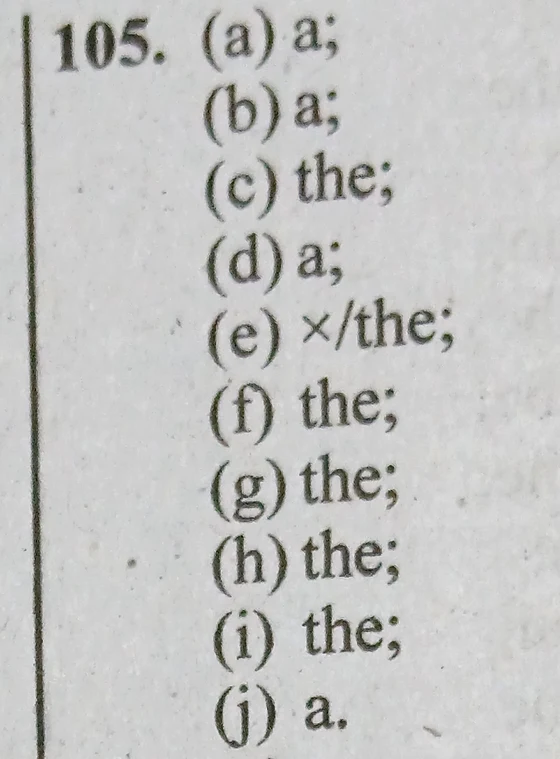 105. (a) a;
(b) a;
(c) the;
(d) a;
(e) ×/the;
(f) the;
(g) the;
(h) the;
(i) the;
(j) a.